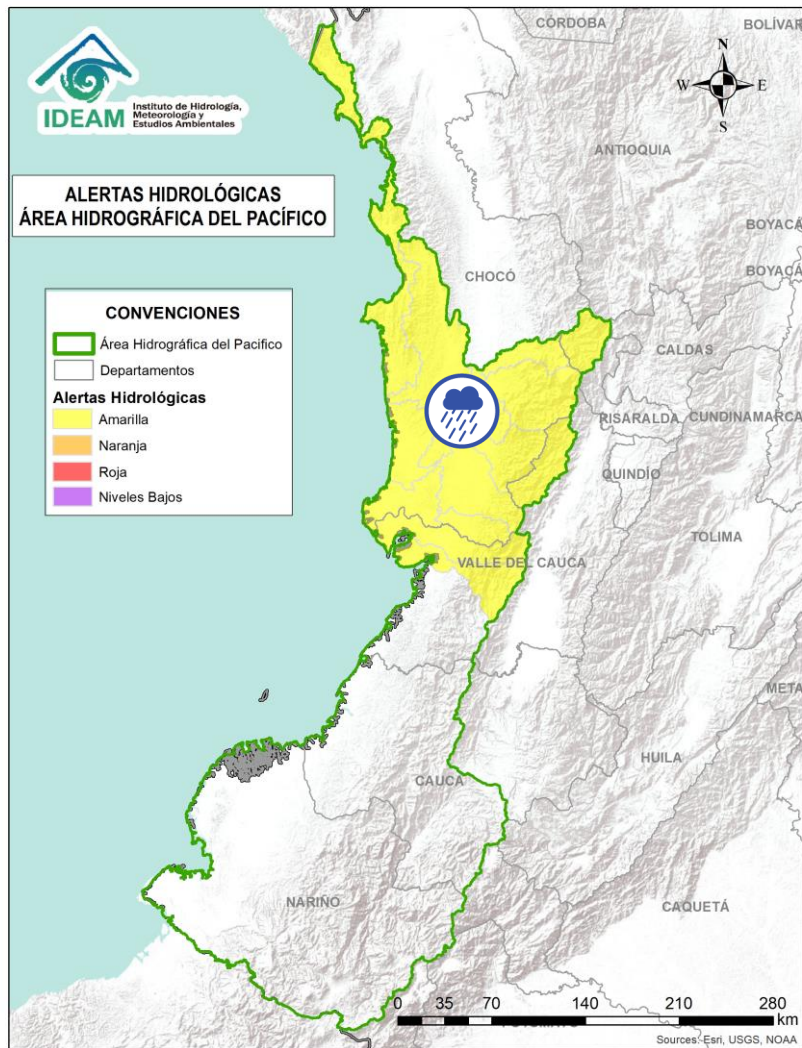 IDEAM
Instituto de Hidrología,
Meteorología y
Estudios Ambientales
CÓRDOBA
BOLÍVAR
N
W
E
S
ALERTAS HIDROLÓGICAS
ÁREA HIDROGRÁFICA DEL PACÍFICO
ANTIOQUIA
BOYACÁ
BOYACÁ
CHOCÓ
CONVENCIONES
Área Hidrográfica del Pacifico
Departamentos
Alertas Hidrológicas
Amarilla
Naranja
Roja
Niveles Bajos
CALDAS
RISARALDA
CUNDINAMARCA
QUINDÍO
TOLIMA
VALLE DEL CAUCA
META
HUILA
CAUCA
NARIÑO
CAQUETÁ
0 35 70 140 210 280
km
Sources: Esri, USGS, NOAA